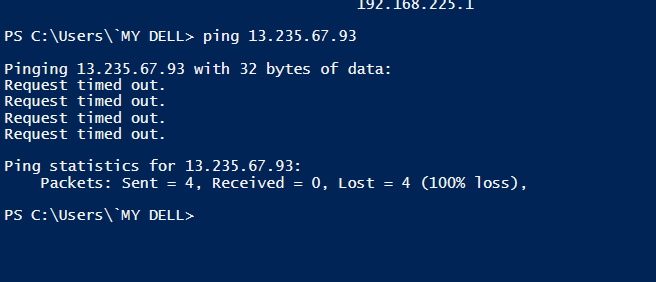 192.168.225.1
PS C:\Users\`MY DELL> ping 13.235.67.93
Pinging 13.235.67.93 with 32 bytes of data:
Request timed out.
Request timed out.
Request timed out.
Request timed out.
Ping statistics for 13.235.67.93:
Packets: Sent = 4, Received = 0, Lost = 4 (100% loss),
PS C:\Users\`MY DELL>